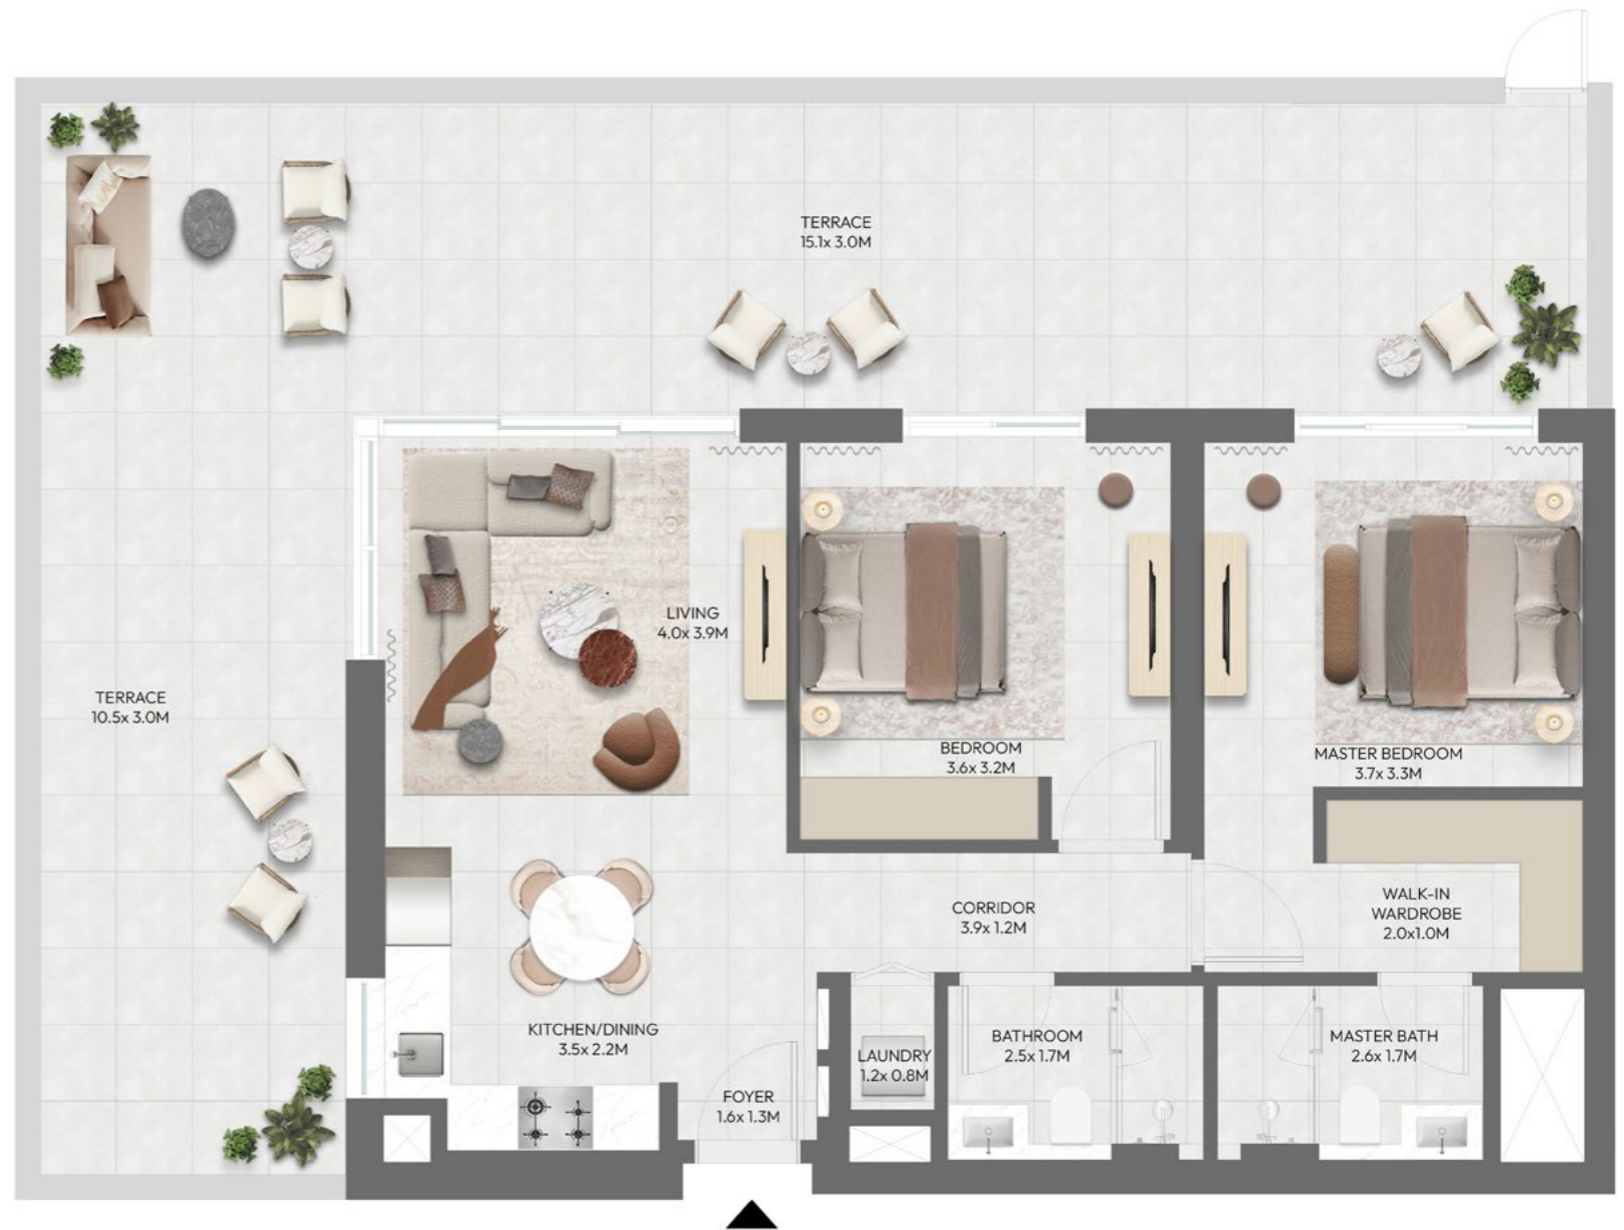 TERRACE
15.1x 3.0M
LIVING
4.0x 3.9M
TERRACE
10.5x 3.0M
BEDROOM
3.6x 3.2M
MASTER BEDROOM
3.7x 3.3M
WALK-IN
WARDROBE
2.0x1.0M
CORRIDOR
3.9x 1.2M
KITCHEN/DINING
3.5x 2.2M
BATHROOM
2.5x 1.7M
MASTER BATH
2.6x 1.7M
LAUNDRY
1.2x 0.8M
FOYER
1.6x 1.3M